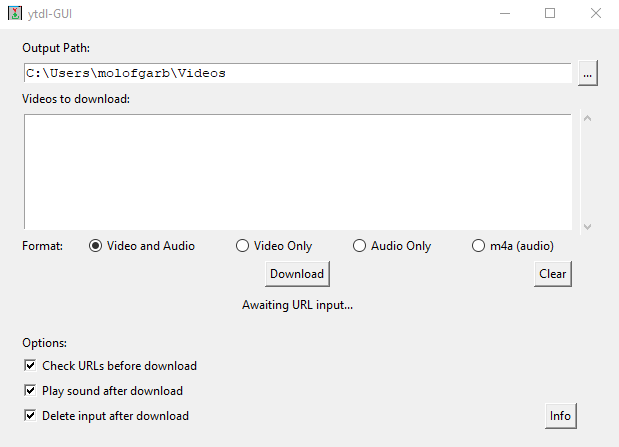 ytdl-GUI
Output Path:
C:\Users\molofgarb\Videos
...
Videos to download:
Format: Video and Audio Video Only Audio Only m4a (audio)
Download Clear
Awaiting URL input...
Options:
Check URLs before download
Play sound after download
Delete input after download
Info